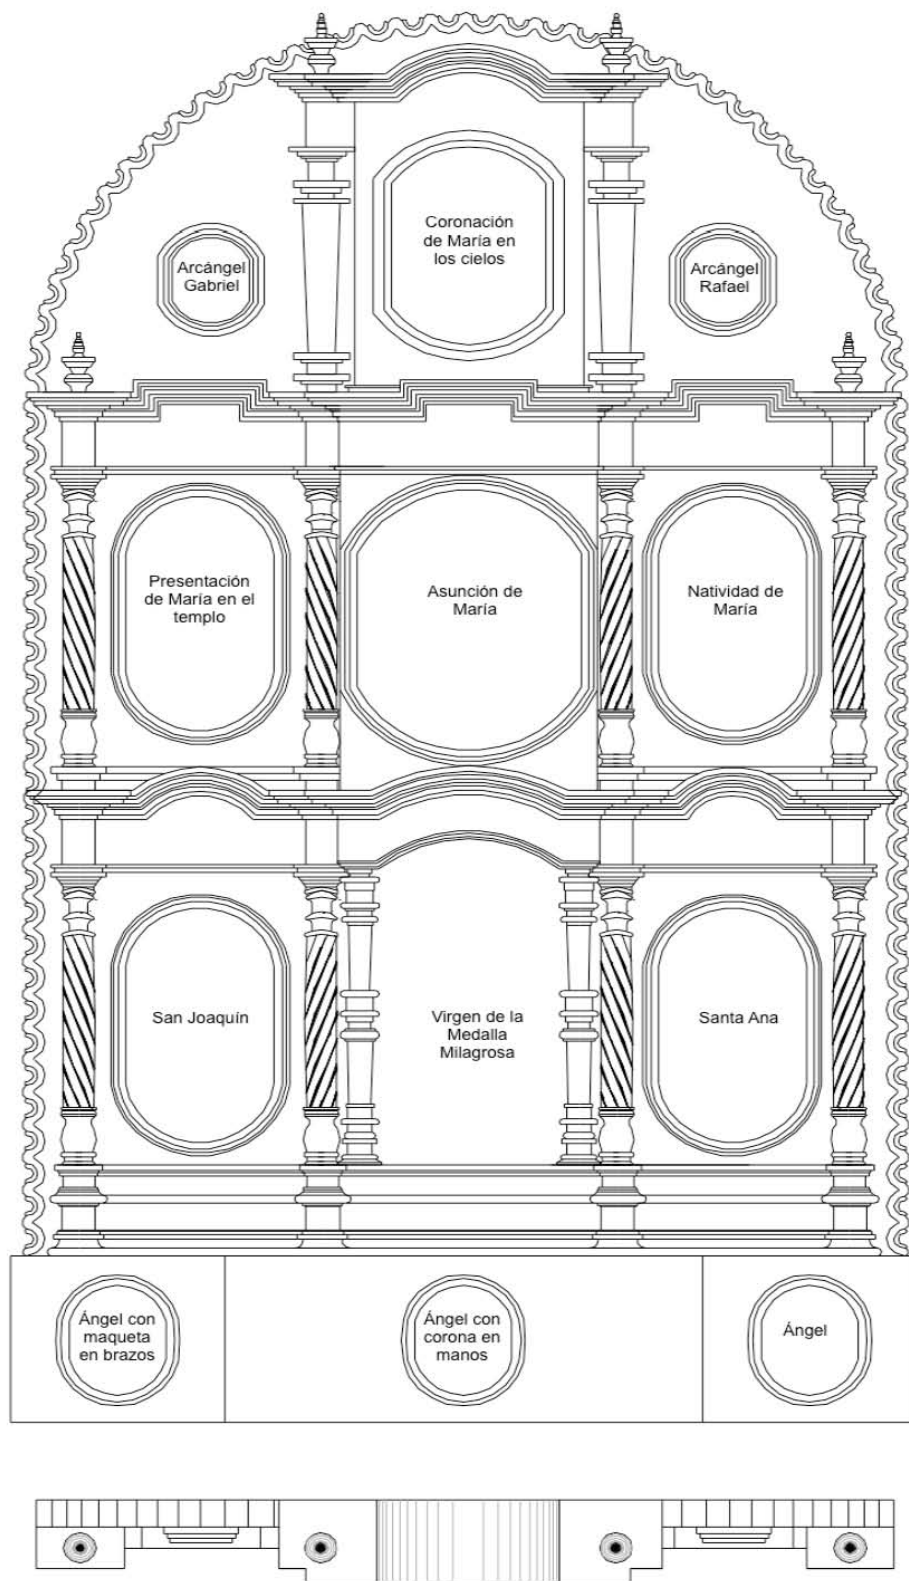 Coronación
de María en
los cielos
Arcángel
Gabriel
Arcángel
Rafael
Presentación
de María en el
templo
Asunción de
María
Natividad de
María
San Joaquín
Virgen de la
Medalla
Milagrosa
Santa Ana
Ángel con
maqueta
en brazos
Ángel con
corona en
manos
Ángel